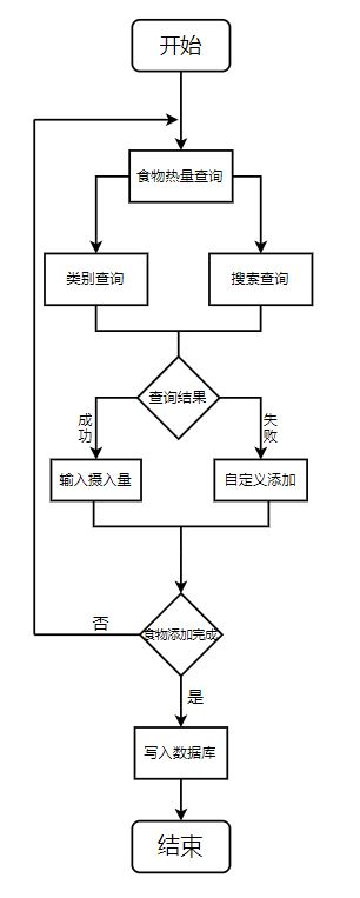 开始
食物热量查询
类别查询
搜索查询
查询结果
成功
失败
输入摄入量
自定义添加
食物添加完成
否
是
写入数据库
结束